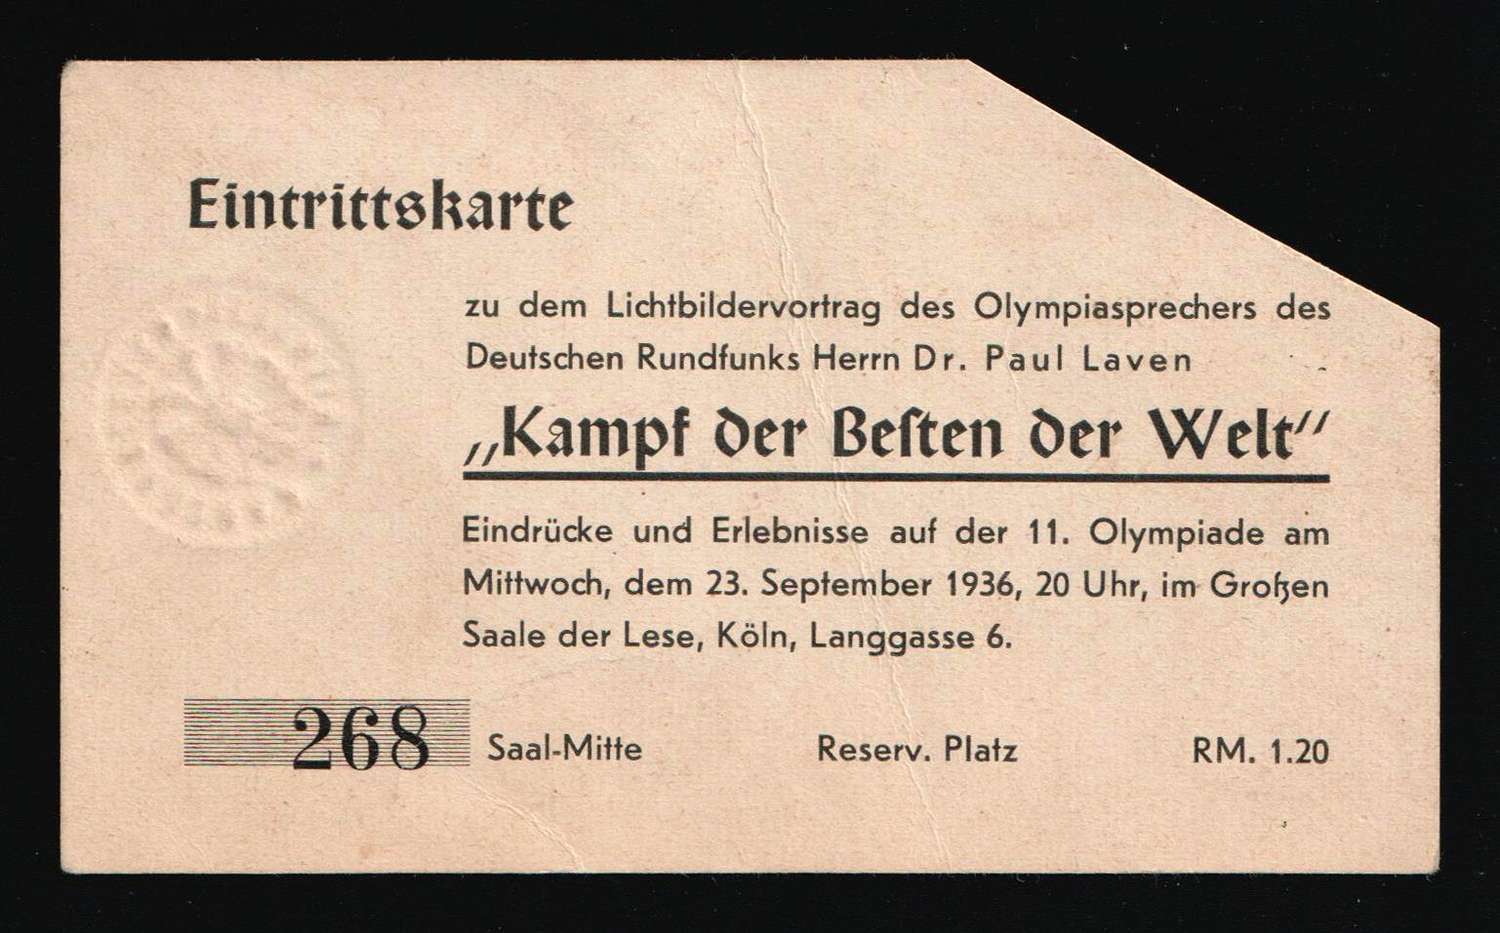 Eintrittskarte
zu dem Lichtbildervortrag des Olympiasprechers des
Deutschen Rundfunks Herrn Dr. Paul Laven
„Kampf der Beſten der Welt“
Eindrücke und Erlebnisse auf der 11. Olympiade am
Mittwoch, dem 23. September 1936, 20 Uhr, im Großen
Saale der Lese, Köln, Langgasse 6.
268 Saal-Mitte Reserv. Platz RM. 1.20